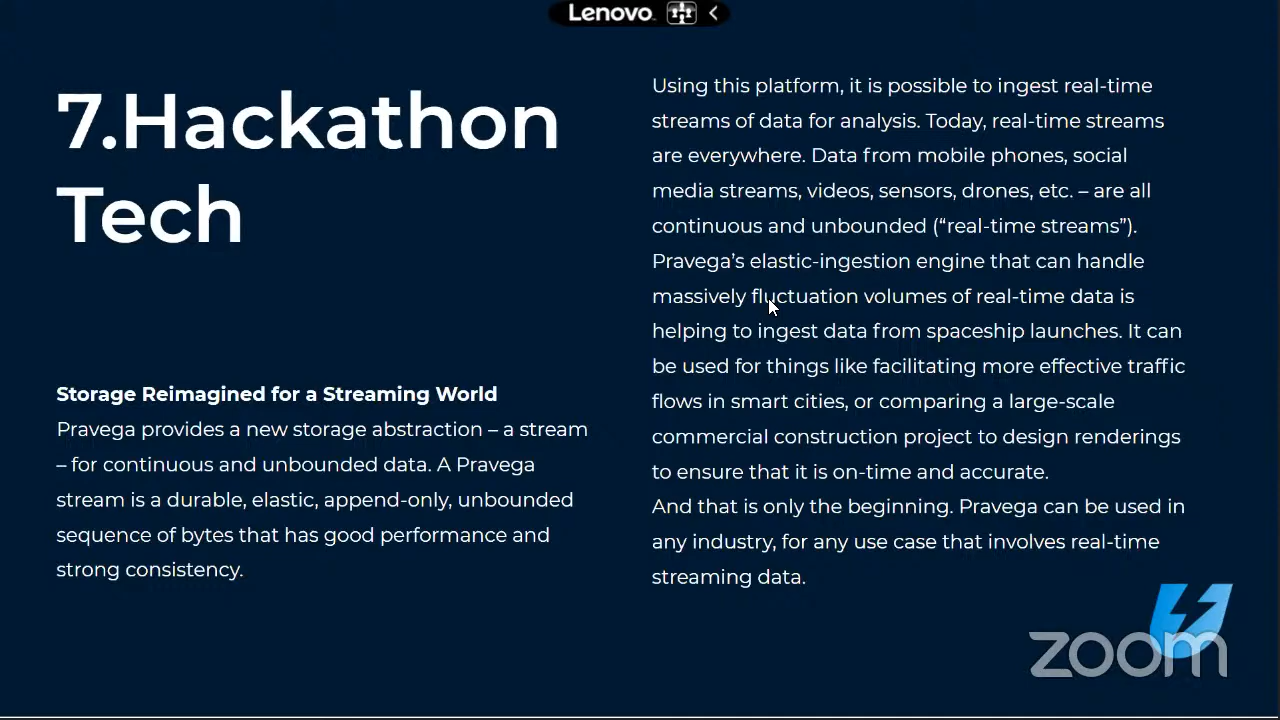 Lenovo
7.Hackathon
Tech
Storage Reimagined for a Streaming World
Pravega provides a new storage abstraction – a stream
– for continuous and unbounded data. A Pravega
stream is a durable, elastic, append-only, unbounded
sequence of bytes that has good performance and
strong consistency.
Using this platform, it is possible to ingest real-time
streams of data for analysis. Today, real-time streams
are everywhere. Data from mobile phones, social
media streams, videos, sensors, drones, etc. – are all
continuous and unbounded (“real-time streams”).
Pravega’s elastic-ingestion engine that can handle
massively fluctuation volumes of real-time data is
helping to ingest data from spaceship launches. It can
be used for things like facilitating more effective traffic
flows in smart cities, or comparing a large-scale
commercial construction project to design renderings
to ensure that it is on-time and accurate.
And that is only the beginning. Pravega can be used in
any industry, for any use case that involves real-time
streaming data.
zoom